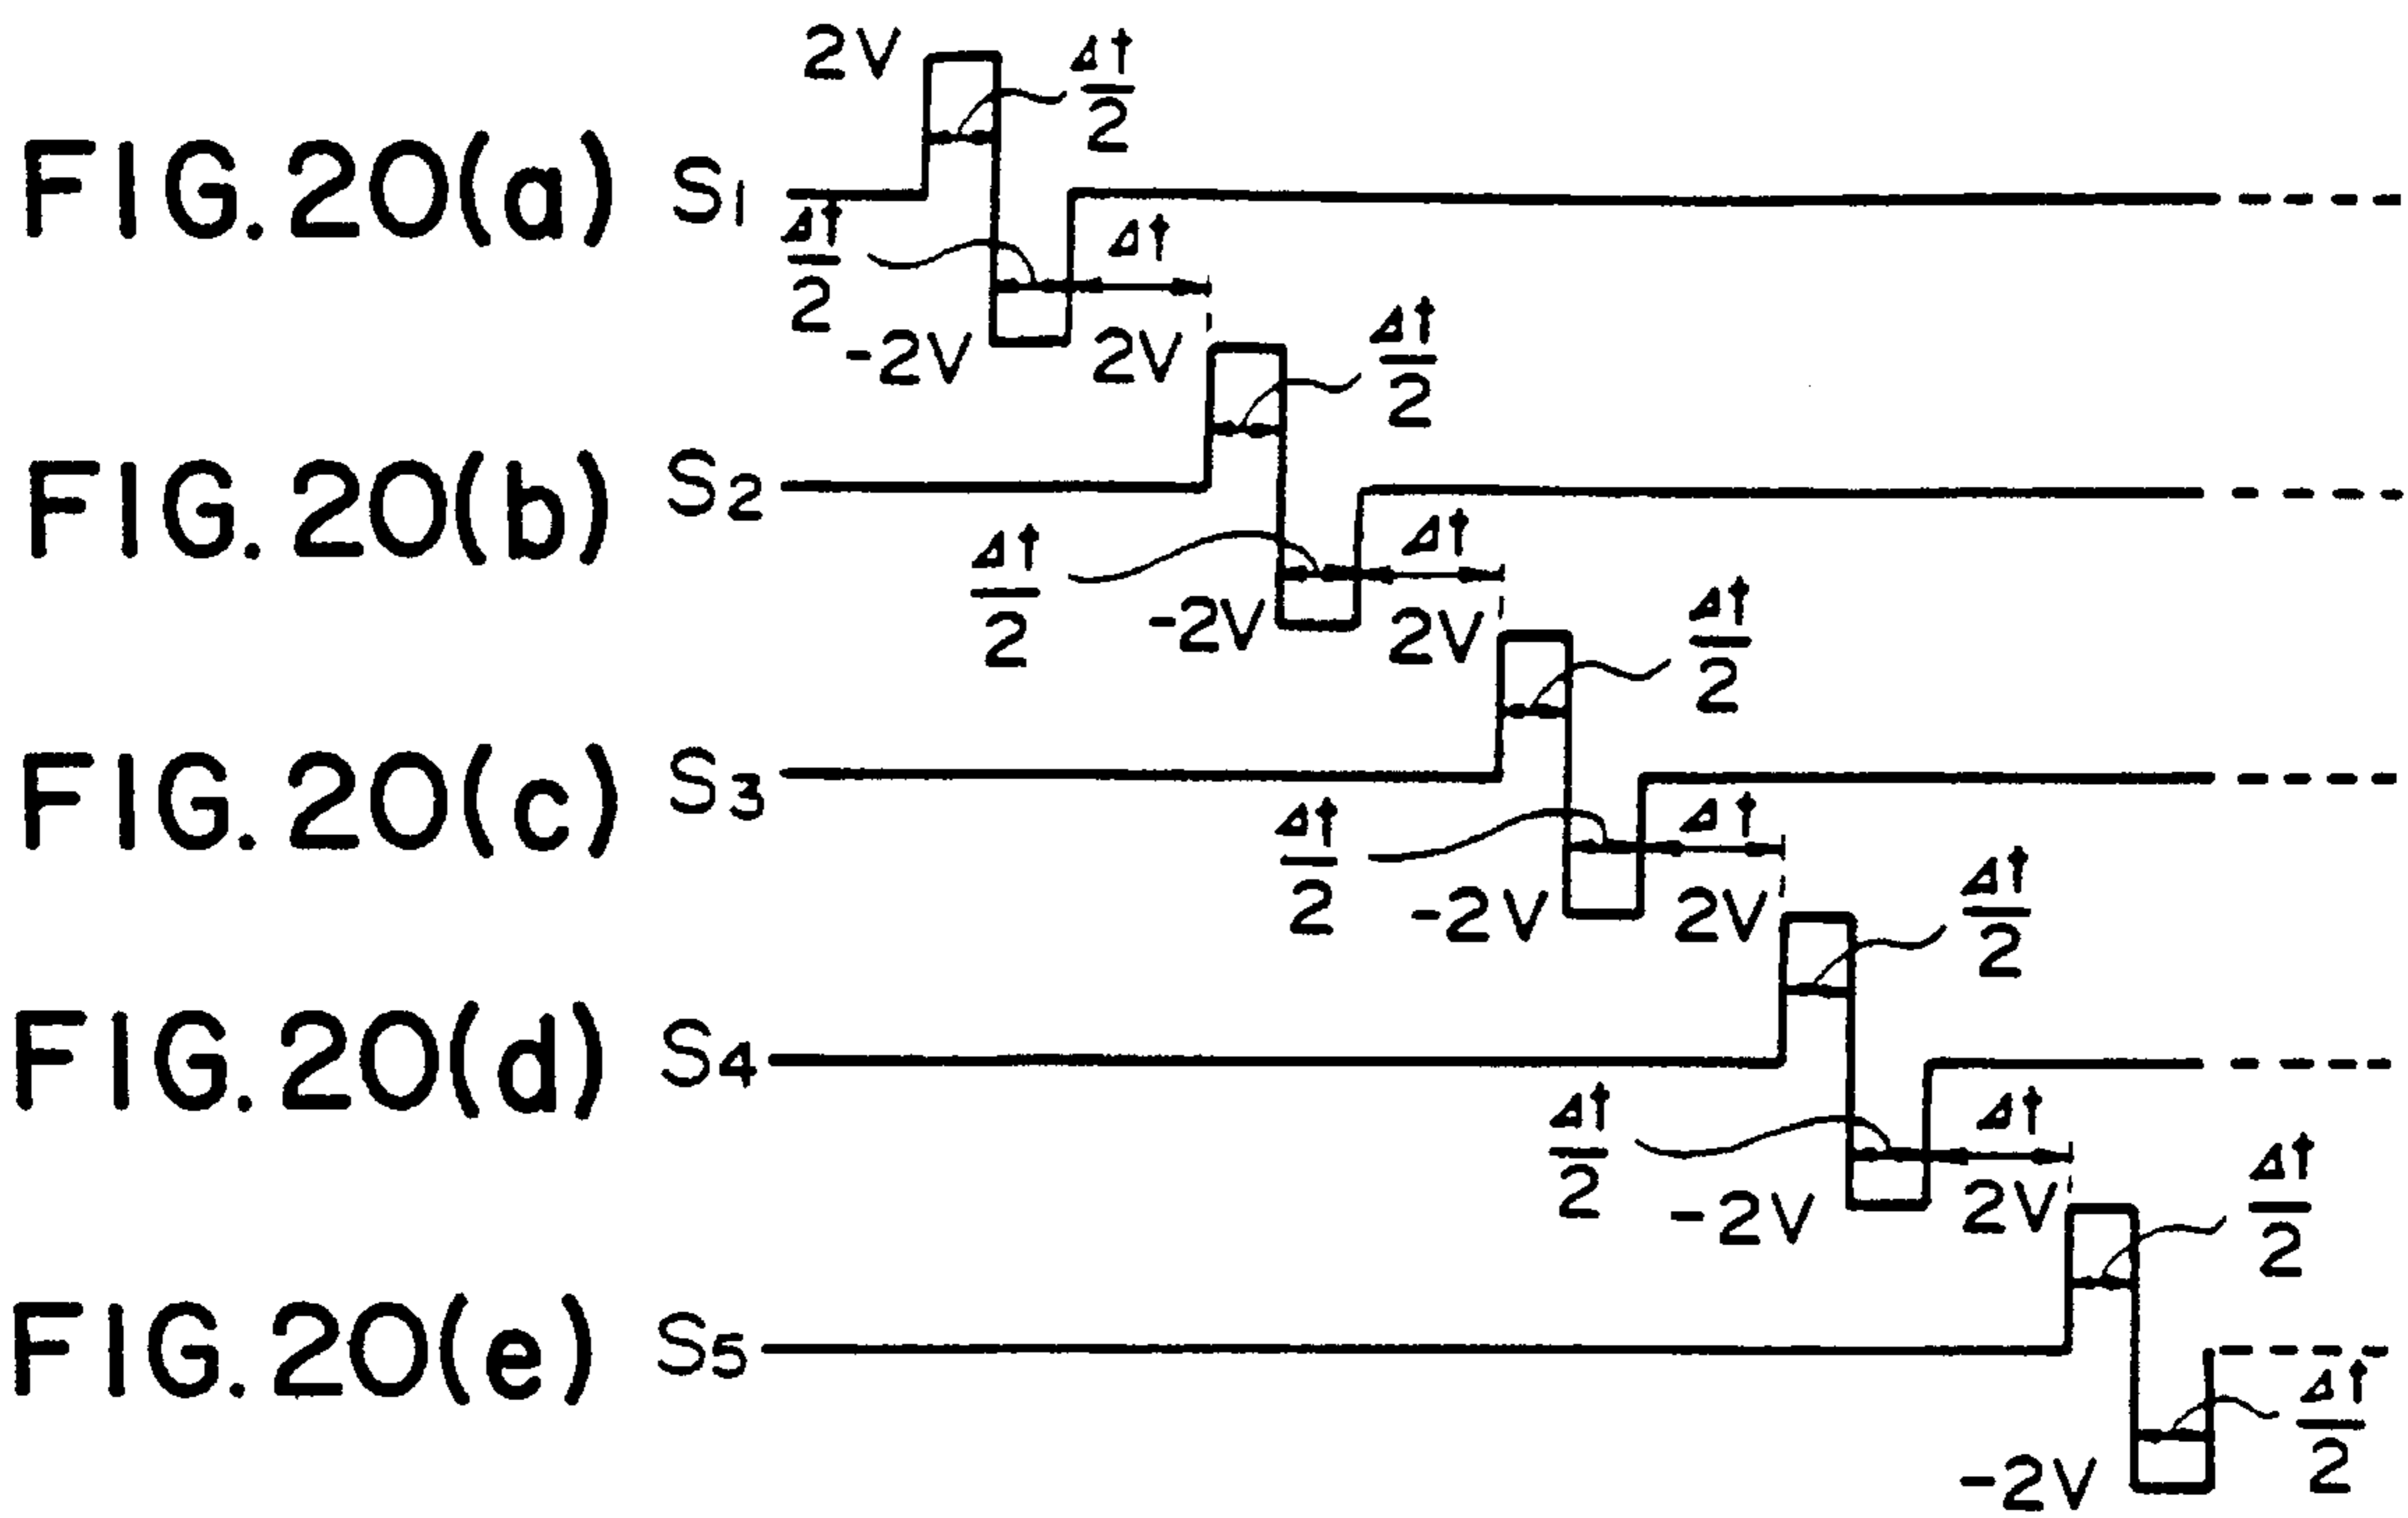 2V
Δt/2
FIG.20(a) S1
Δt/2
Δt
-2V
2V
Δt/2
FIG.20(b) S2
Δt/2
Δt
-2V
2V
Δt/2
FIG.20(c) S3
Δt/2
Δt
-2V
2V
Δt/2
FIG.20(d) S4
Δt/2
Δt
-2V
2V
Δt/2
FIG.20(e) S5
Δt/2
-2V